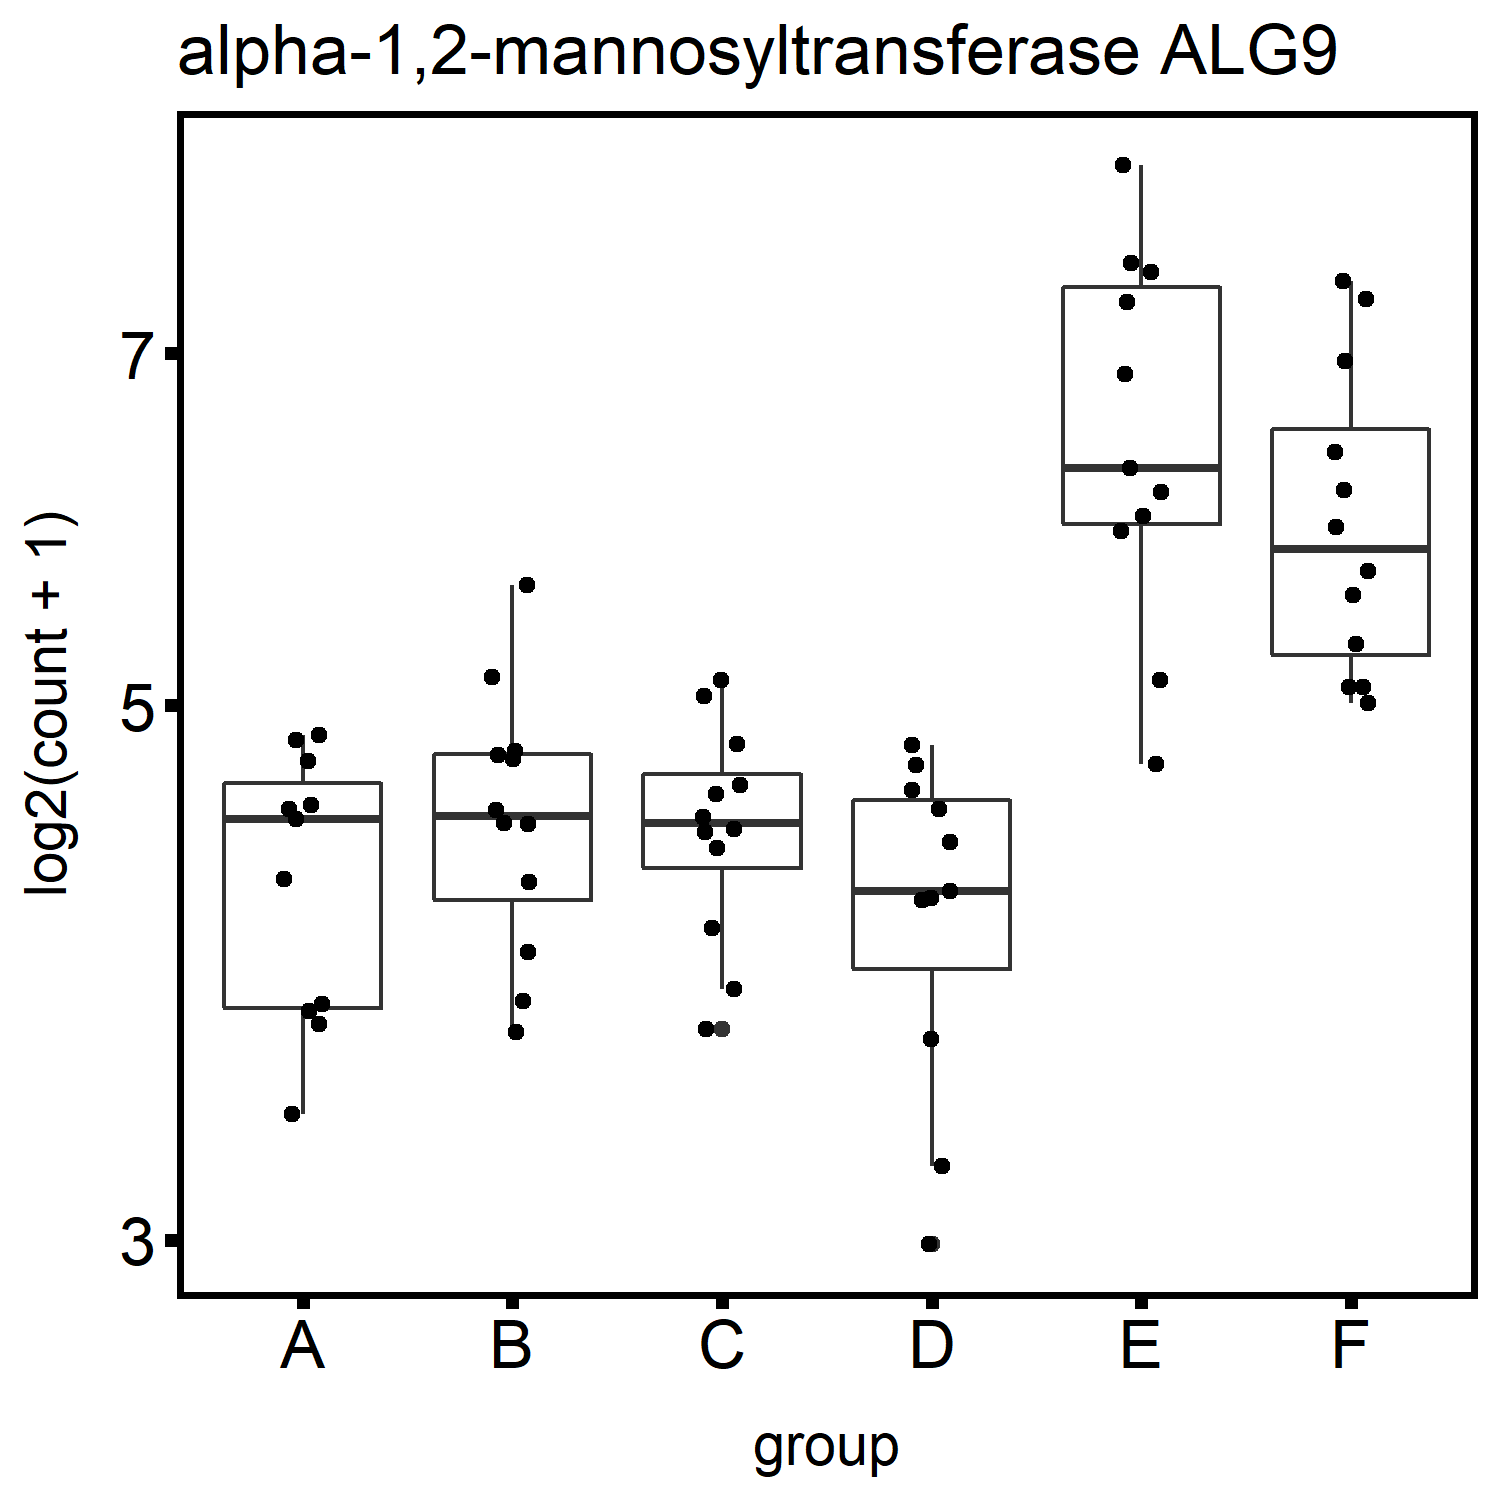 alpha-1,2-mannosyltransferase ALG9
log2(count + 1)
7
5
3
A B C D E F
group